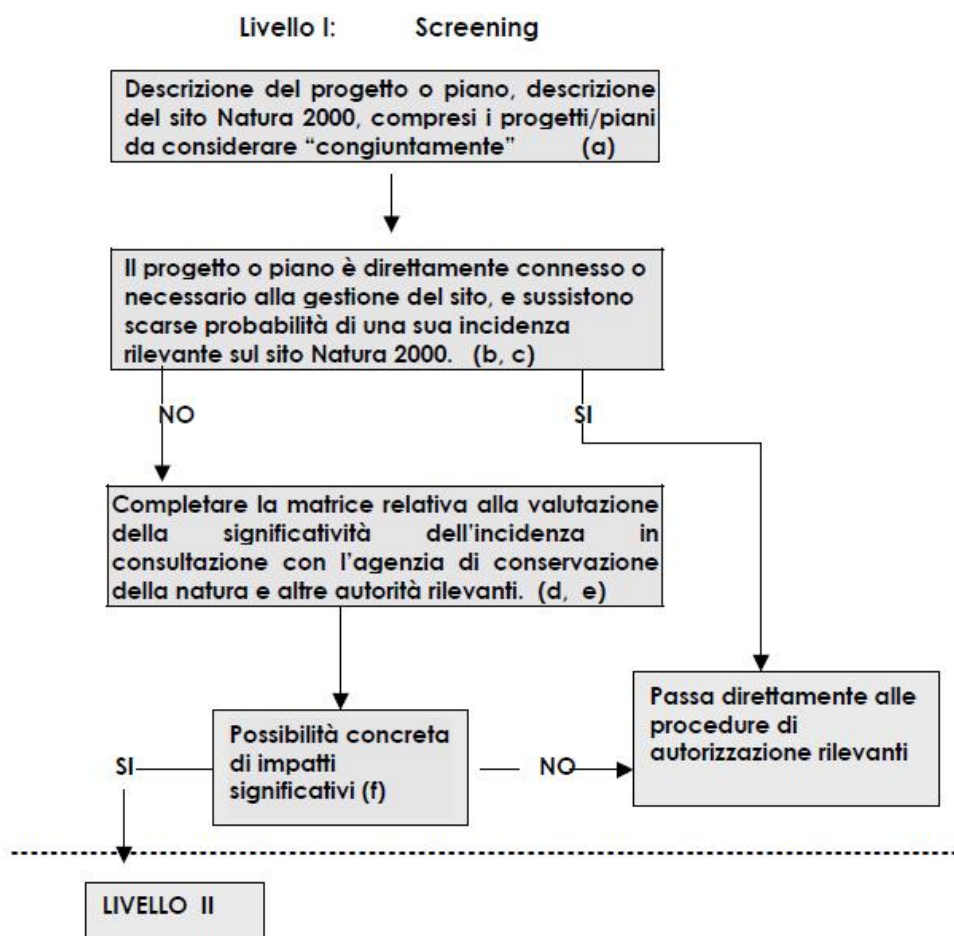 Livello I: Screening
Descrizione del progetto o piano, descrizione
del sito Natura 2000, compresi i progetti/piani
da considerare “congiuntamente” (a)
Il progetto o piano è direttamente connesso o
necessario alla gestione del sito, e sussistono
scarse probabilità di una sua incidenza
rilevante sul sito Natura 2000. (b, c)
NO
SI
Completare la matrice relativa alla valutazione
della significatività dell’incidenza in
consultazione con l’agenzia di conservazione
della natura e altre autorità rilevanti. (d, e)
Possibilità concreta
di impatti
significativi (f)
SI
NO
Passa direttamente alle
procedure di
autorizzazione rilevanti
LIVELLO II